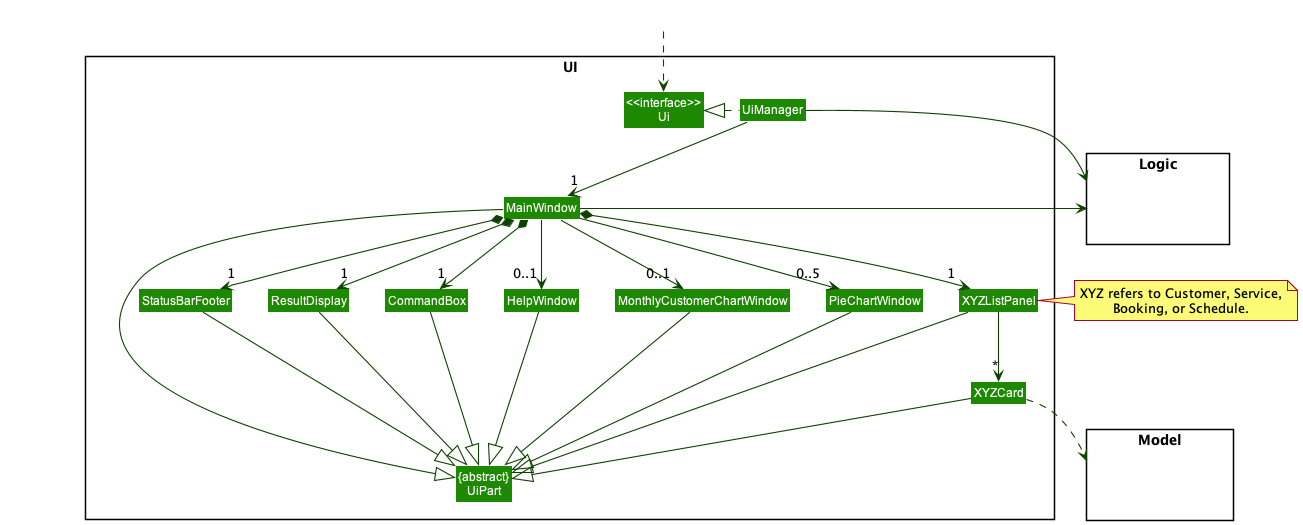 UI
<<interface>>
Ui
UiManager
Logic
1
MainWindow
1
1
1
0..1
0..1
0..5
1
StatusBarFooter
ResultDisplay
CommandBox
HelpWindow
MonthlyCustomerChartWindow
PieChartWindow
XYZListPanel
XYZ refers to Customer, Service,
Booking, or Schedule.
*
XYZCard
Model
{abstract}
UiPart